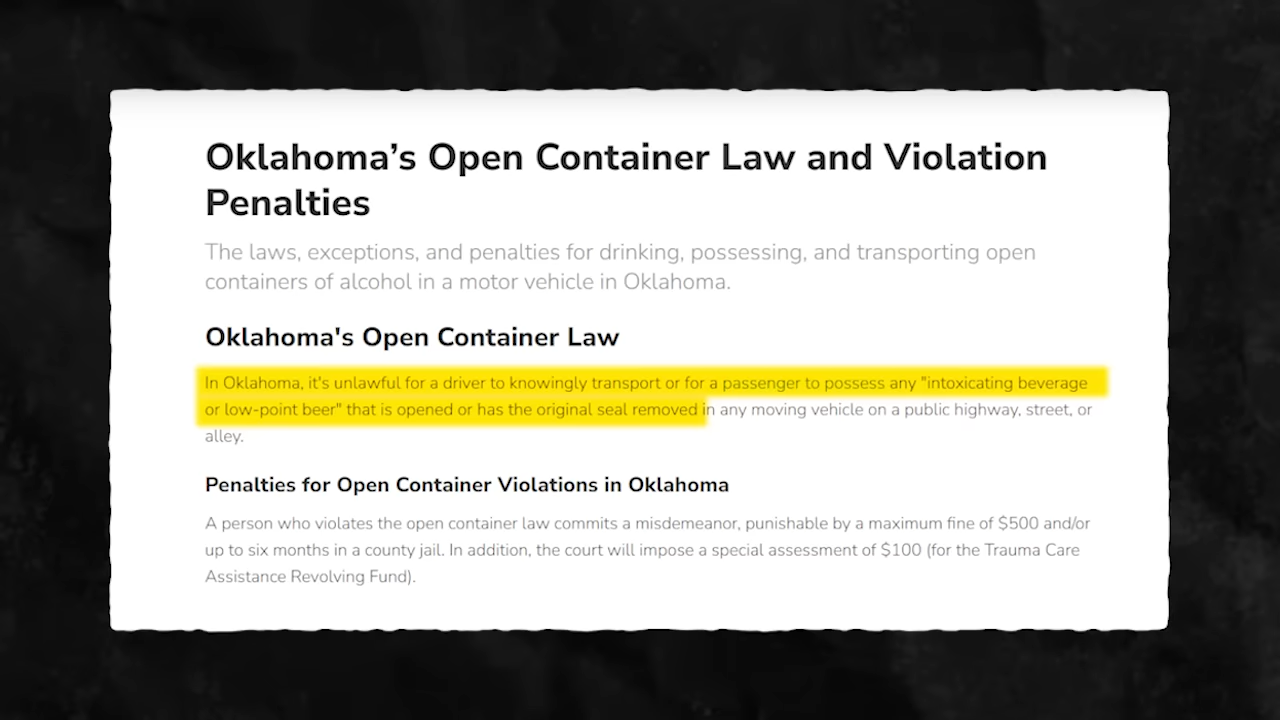 Oklahoma’s Open Container Law and Violation
Penalties
The laws, exceptions, and penalties for drinking, possessing, and transporting open
containers of alcohol in a motor vehicle in Oklahoma.
Oklahoma's Open Container Law
In Oklahoma, it's unlawful for a driver to knowingly transport or for a passenger to possess any "intoxicating beverage
or low-point beer" that is opened or has the original seal removed in any moving vehicle on a public highway, street, or
alley.
Penalties for Open Container Violations in Oklahoma
A person who violates the open container law commits a misdemeanor, punishable by a maximum fine of $500 and/or
up to six months in a county jail. In addition, the court will impose a special assessment of $100 (for the Trauma Care
Assistance Revolving Fund).